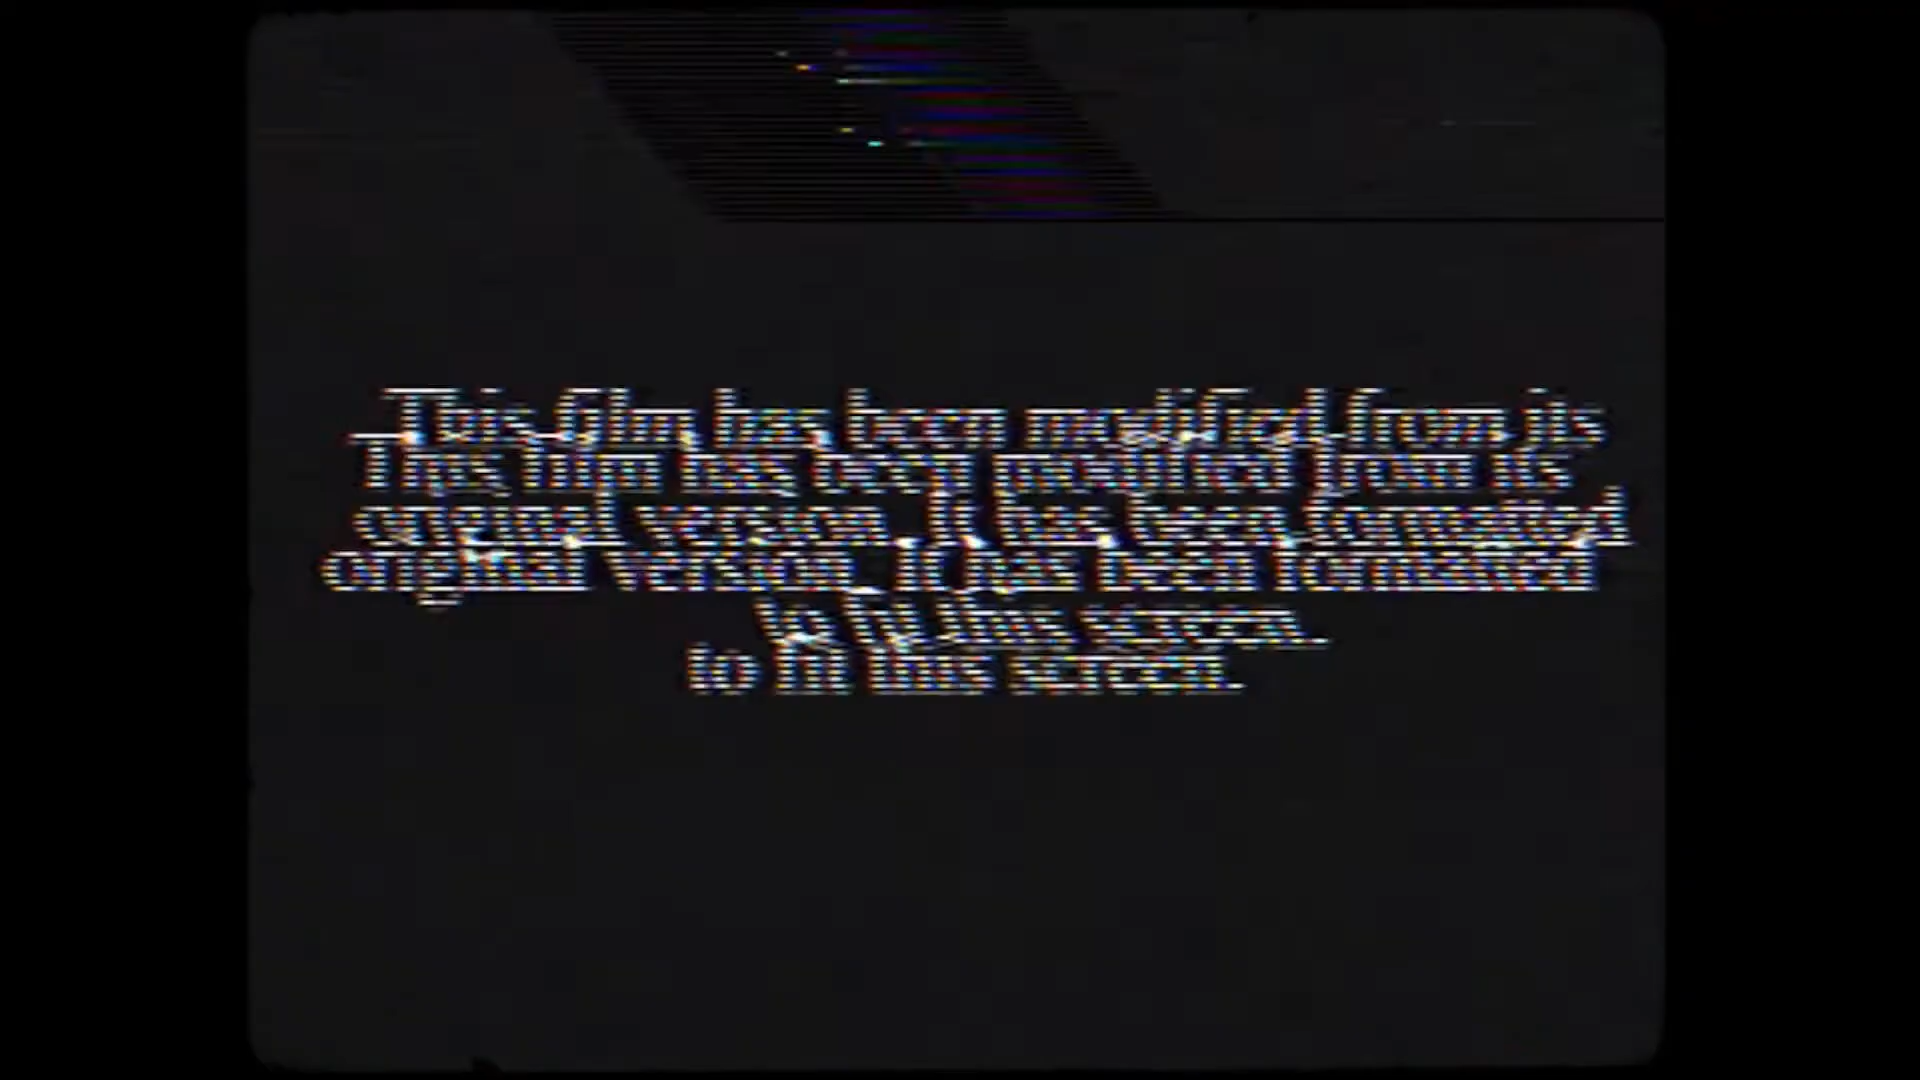 This film has been modified from its
This film has been modified from its
original version. It has been formatted
original version. It has been formatted
to fit this screen.
to fit this screen.